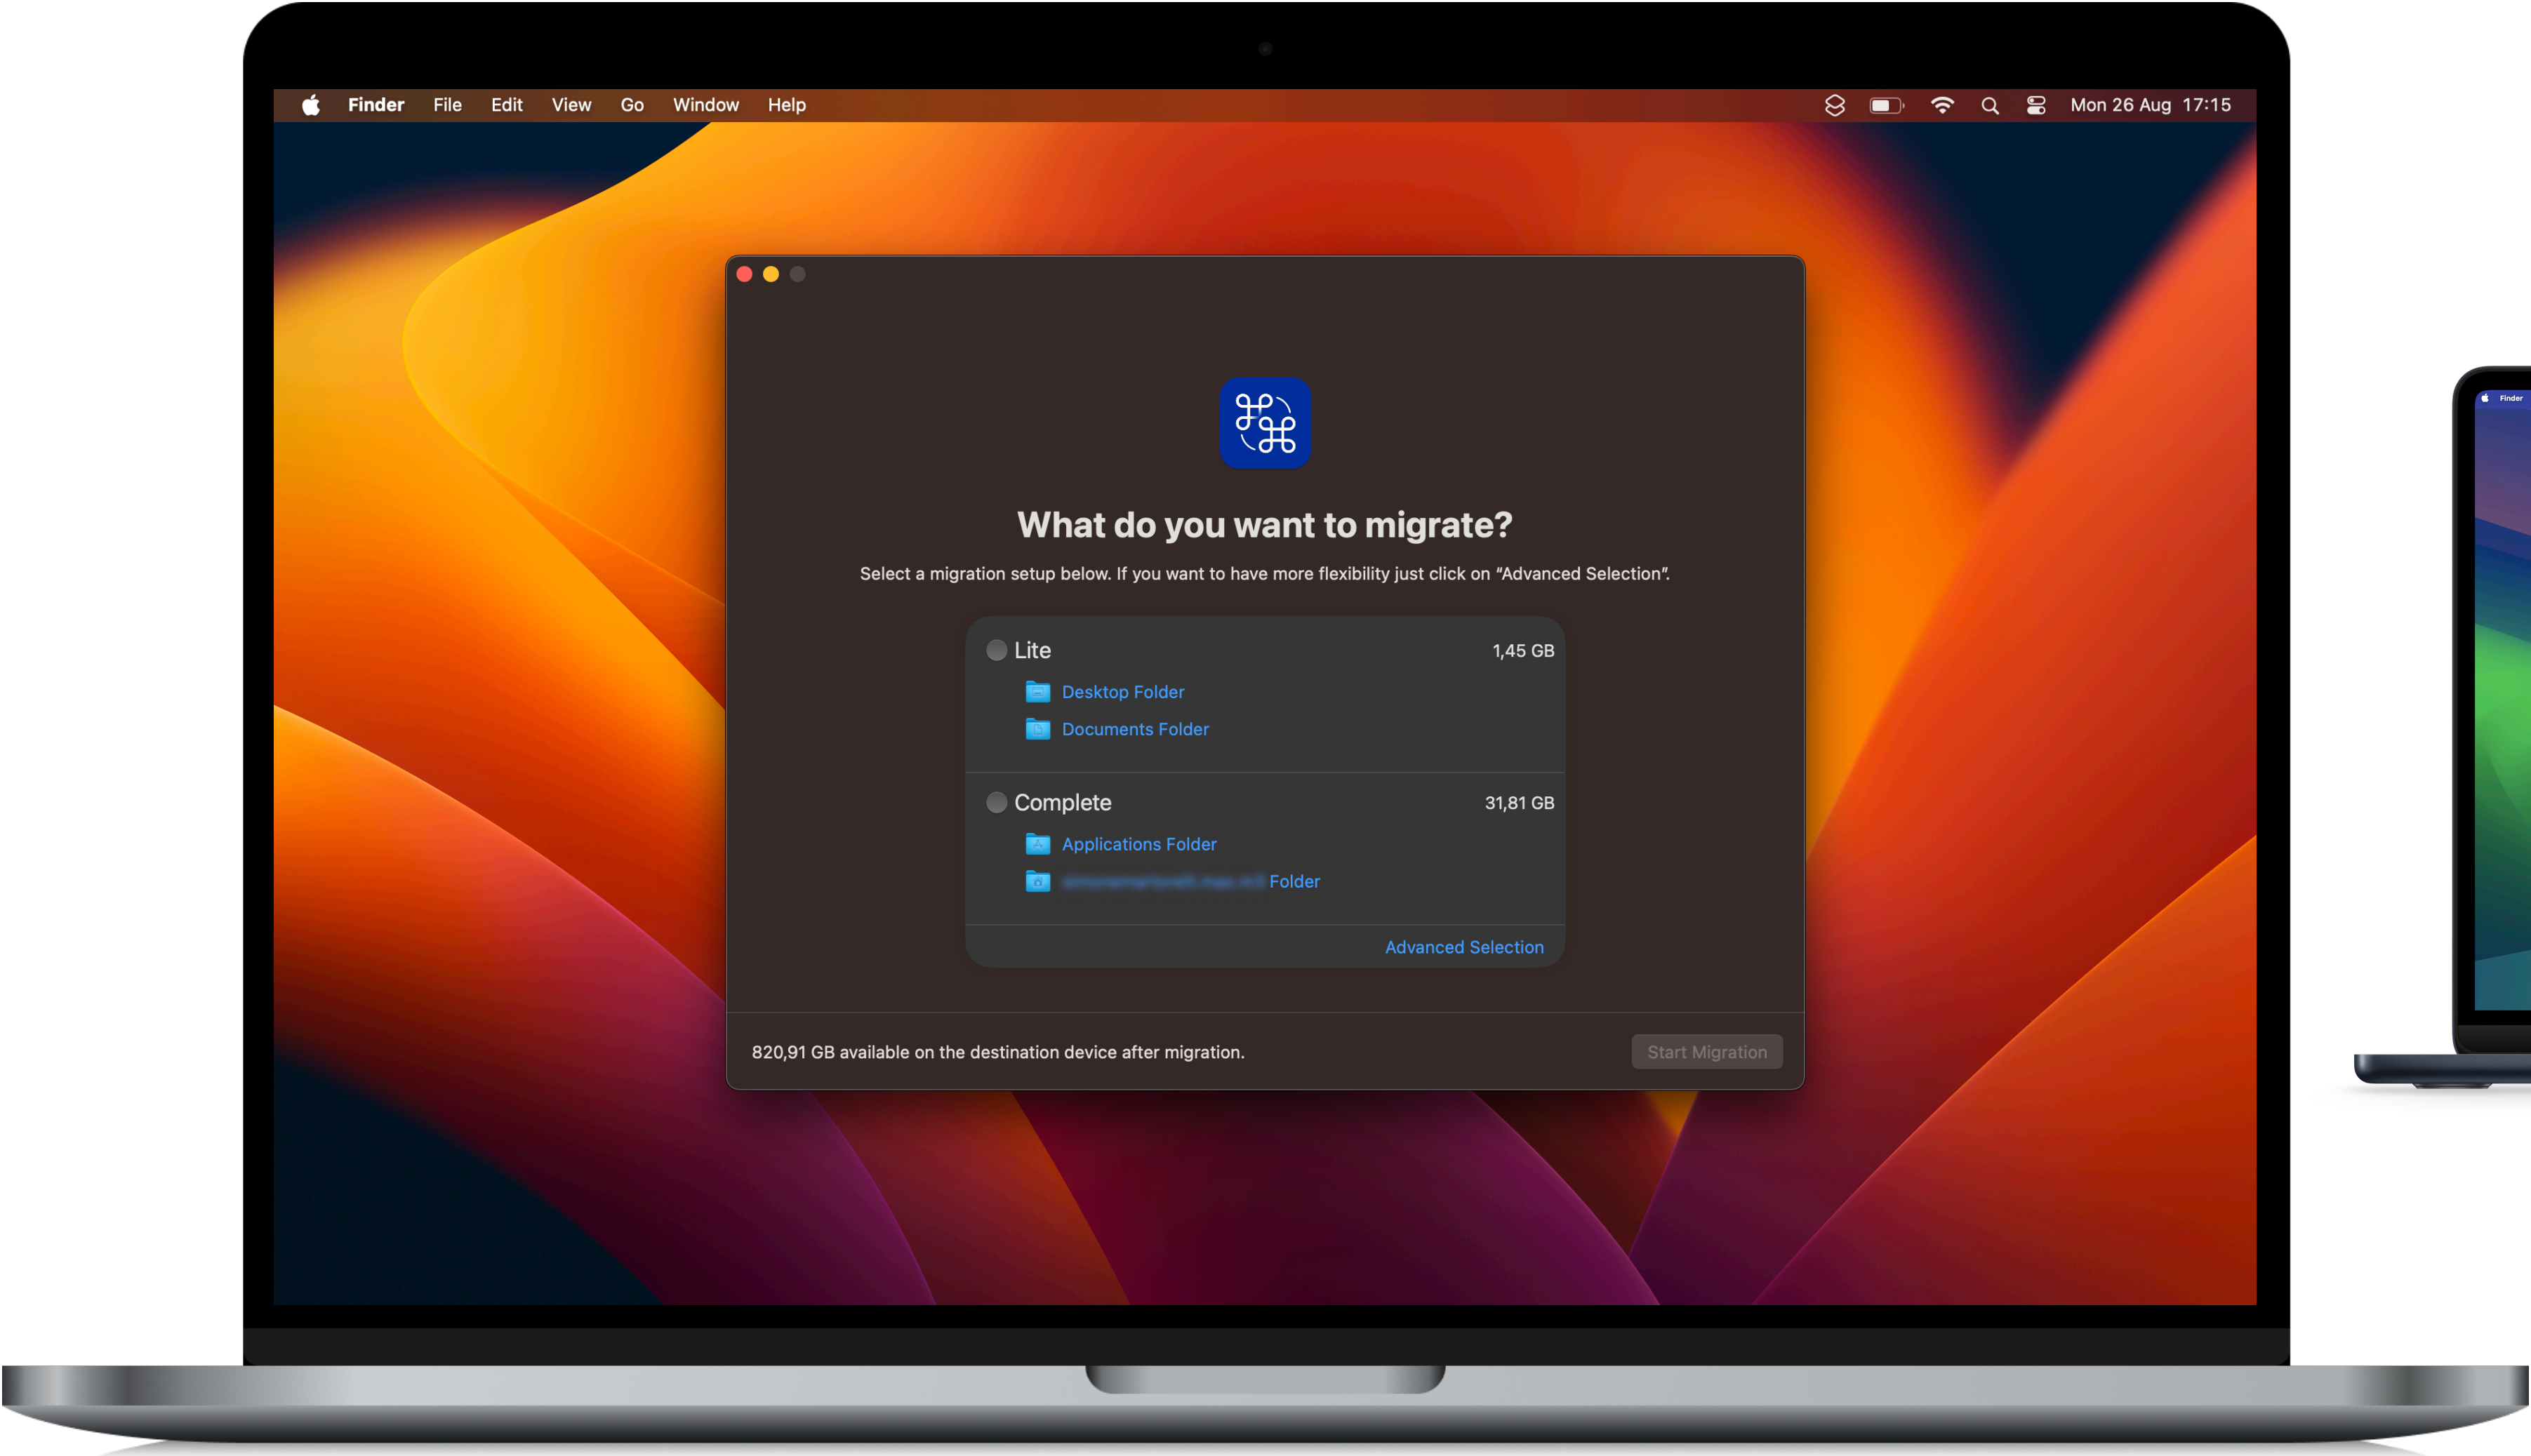 Finder File Edit View Go Window Help Mon 26 Aug 17:15
Finder
What do you want to migrate?
Select a migration setup below. If you want to have more flexibility just click on “Advanced Selection”.
Lite 1,45 GB
Desktop Folder
Documents Folder
Complete 31,81 GB
Applications Folder
Folder
Advanced Selection
820,91 GB available on the destination device after migration.
Start Migration